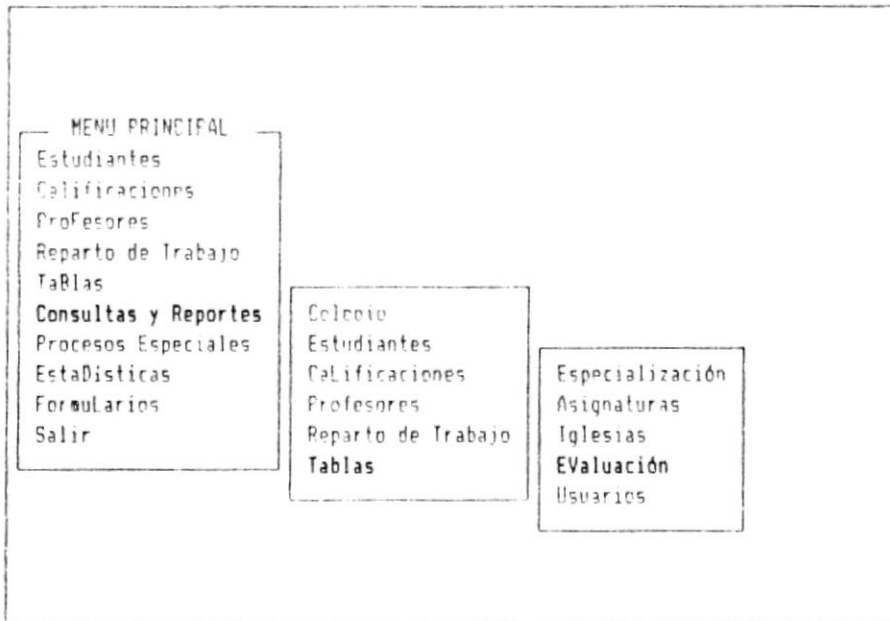 MENU PRINCIPAL
Estudiantes
Calificaciones
ProFesores
Reparto de Trabajo
TaBlas
Consultas y Reportes
Procesos Especiales
EstaDisticas
FormuLarios
Salir
Colegio
Estudiantes
CaLificaciones
Profesores
Reparto de Trabajo
Tablas
Especialización
Asignaturas
Iglesias
EValuación
Usuarios